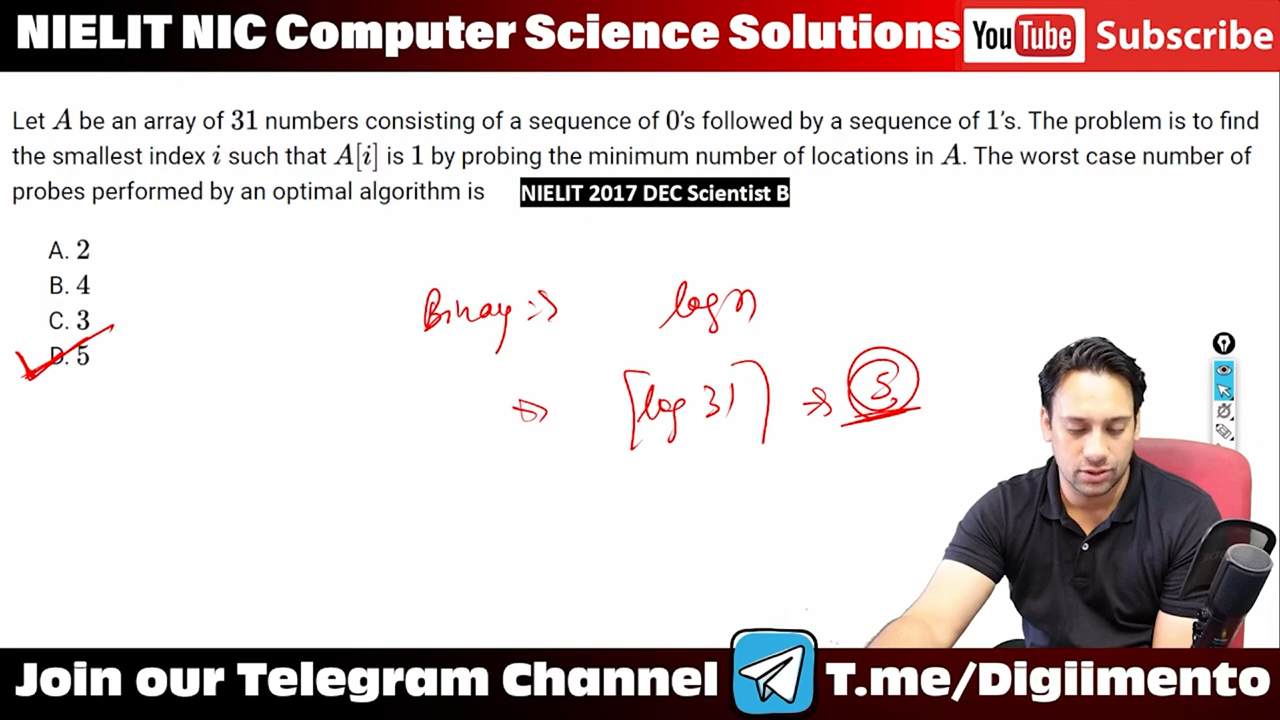 NIELIT NIC Computer Science Solutions YouTube Subscribe
Let A be an array of 31 numbers consisting of a sequence of 0's followed by a sequence of 1's. The problem is to find
the smallest index i such that A[i] is 1 by probing the minimum number of locations in A. The worst case number of
probes performed by an optimal algorithm is NIELIT 2017 DEC Scientist B
A. 2
B. 4
C. 3
D. 5
Binary ⇒ log n
⇒ ⌈log 31⌉ ⇒ 5
Join our Telegram Channel T.me/Digiimento